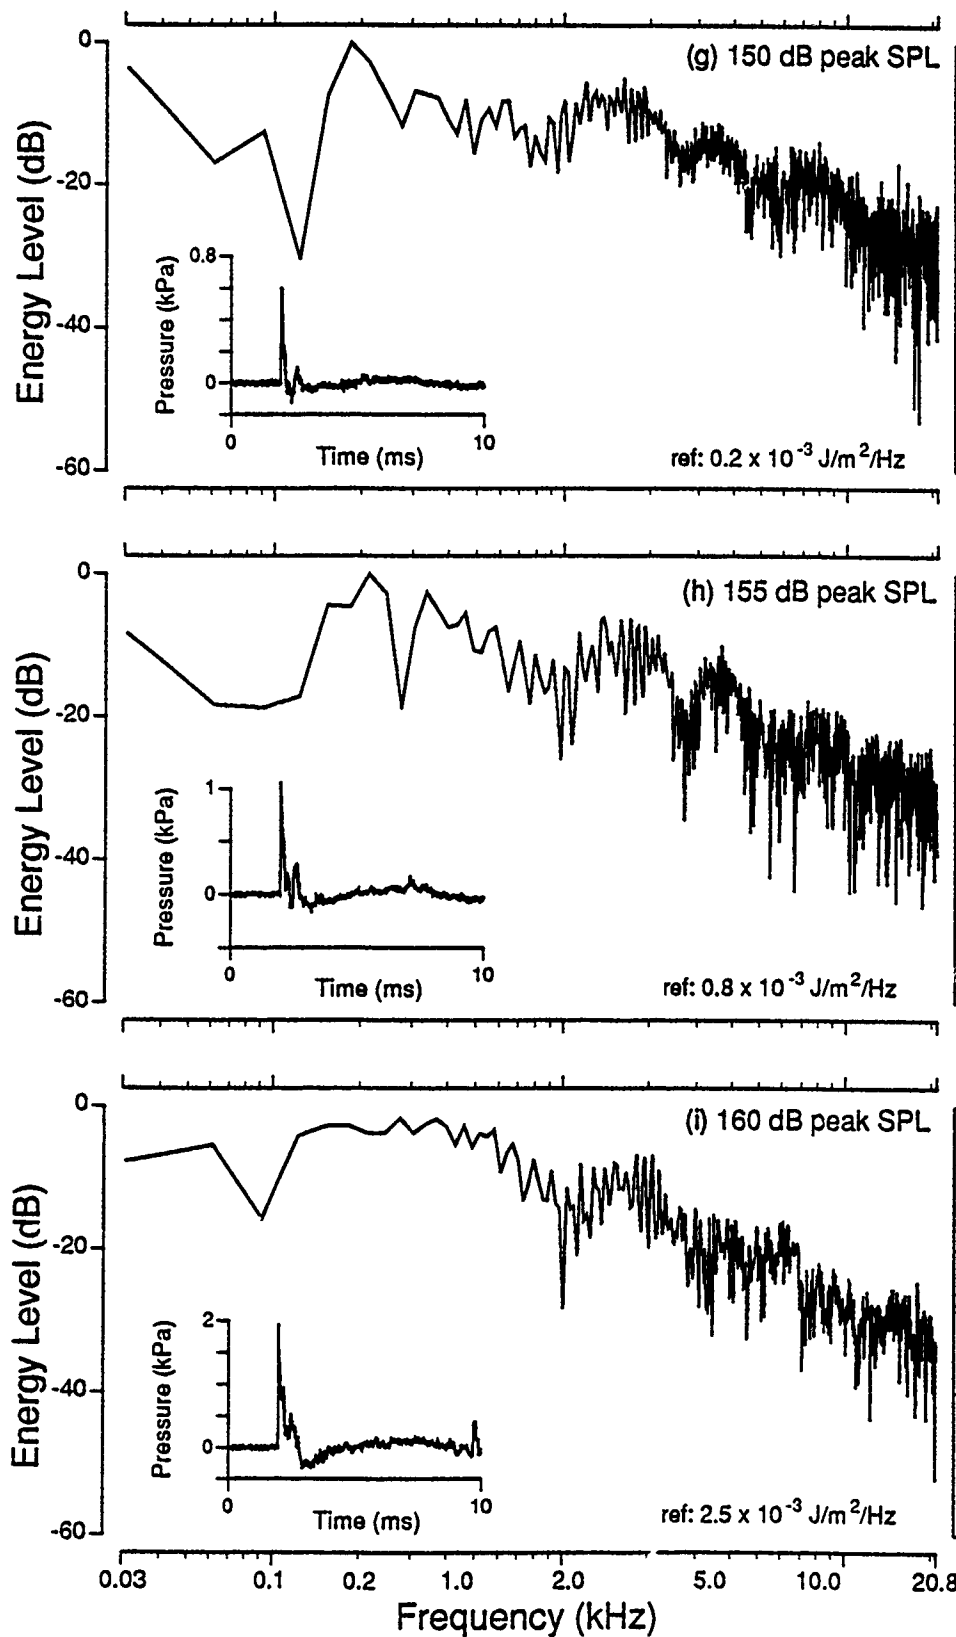 (g) 150 dB peak SPL
0
-20
-40
-60
Energy Level (dB)
0.8
0
Pressure (kPa)
0
10
Time (ms)
ref: 0.2 x 10-3 J/m2/Hz
(h) 155 dB peak SPL
0
-20
-40
-60
Energy Level (dB)
1
0
Pressure (kPa)
0
10
Time (ms)
ref: 0.8 x 10-3 J/m2/Hz
(i) 160 dB peak SPL
0
-20
-40
-60
Energy Level (dB)
2
0
Pressure (kPa)
0
10
Time (ms)
ref: 2.5 x 10-3 J/m2/Hz
0.03 0.1 0.2 1.0 2.0 5.0 10.0 20.8
Frequency (kHz)